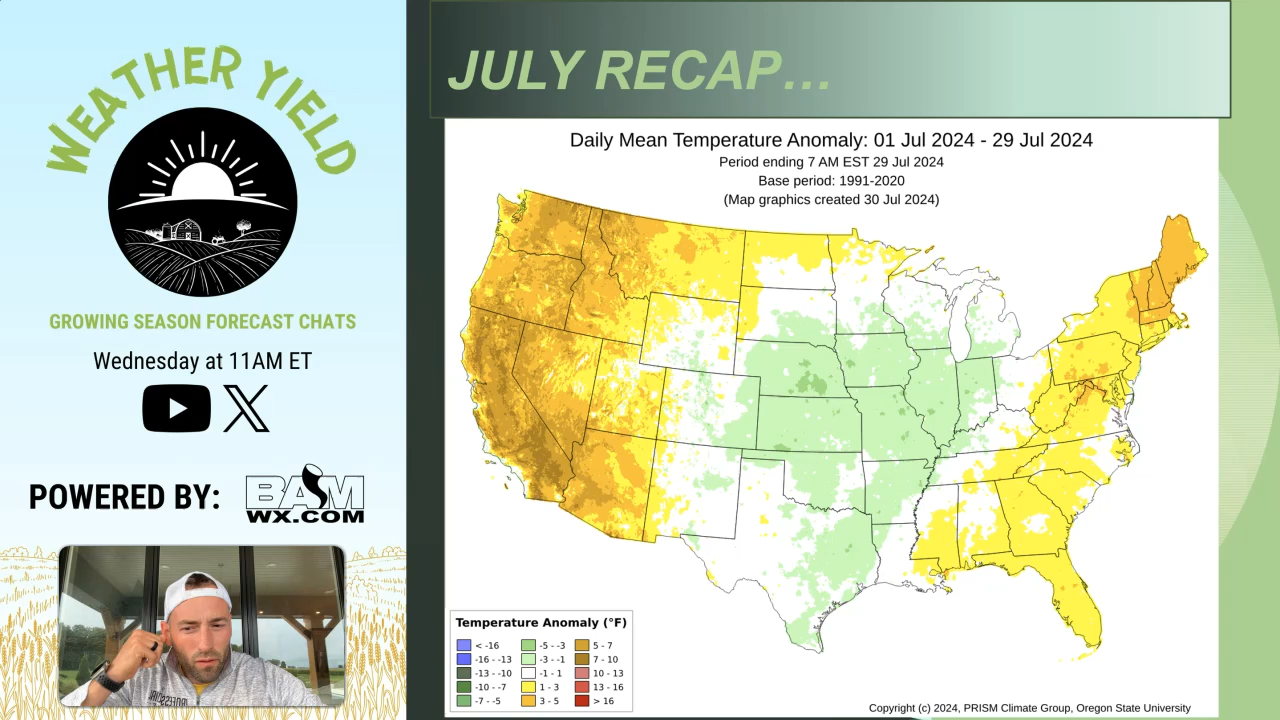 WEATHER YIELD
GROWING SEASON FORECAST CHATS
Wednesday at 11AM ET
POWERED BY:
BAM
WX.COM
JULY RECAP...
Daily Mean Temperature Anomaly: 01 Jul 2024 - 29 Jul 2024
Period ending 7 AM EST 29 Jul 2024
Base period: 1991-2020
(Map graphics created 30 Jul 2024)
Temperature Anomaly (°F)
< -16
-16 - -13
-13 - -10
-10 - -7
-7 - -5
-5 - -3
-3 - -1
-1 - 1
1 - 3
3 - 5
5 - 7
7 - 10
10 - 13
13 - 16
> 16
Copyright (c) 2024, PRISM Climate Group, Oregon State University